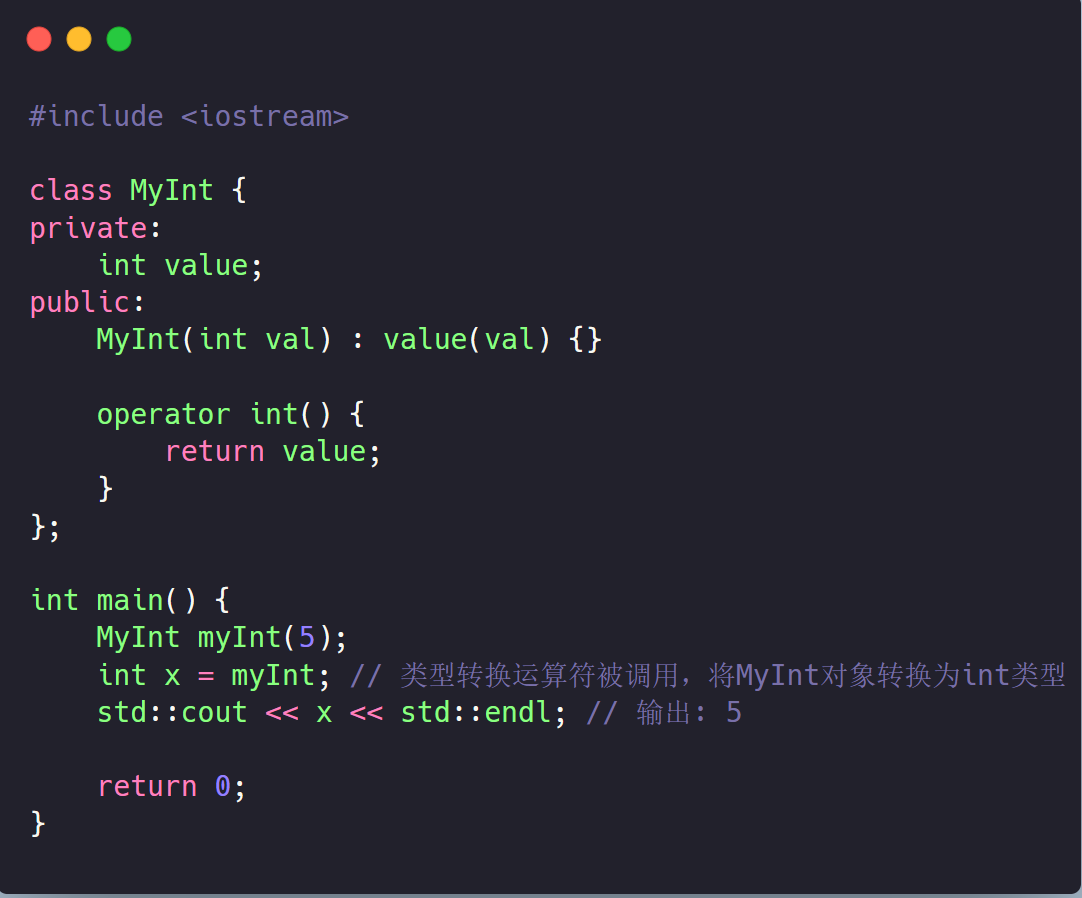 #include <iostream>
class MyInt {
private:
    int value;
public:
    MyInt(int val) : value(val) {}
    operator int() {
        return value;
    }
};
int main() {
    MyInt myInt(5);
    int x = myInt; // 类型转换运算符被调用，将MyInt对象转换为int类型
    std::cout << x << std::endl; // 输出: 5
    return 0;
}